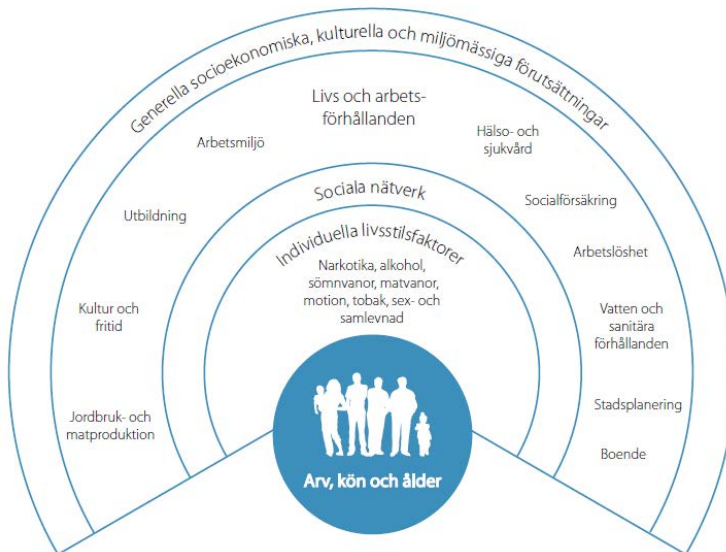 Generella socioekonomiska, kulturella och miljömässiga förutsättningar
Livs och arbets-
förhållanden
Arbetsmiljö
Hälso- och
sjukvård
Utbildning
Socialförsäkring
Arbetslöshet
Kultur och
fritid
Vatten och
sanitära
förhållanden
Jordbruk- och
matproduktion
Stadsplanering
Boende
Sociala nätverk
Individuella livsstilsfaktorer
Narkotika, alkohol,
sömnvanor, matvanor,
motion, tobak, sex- och
samlevnad
Arv, kön och ålder